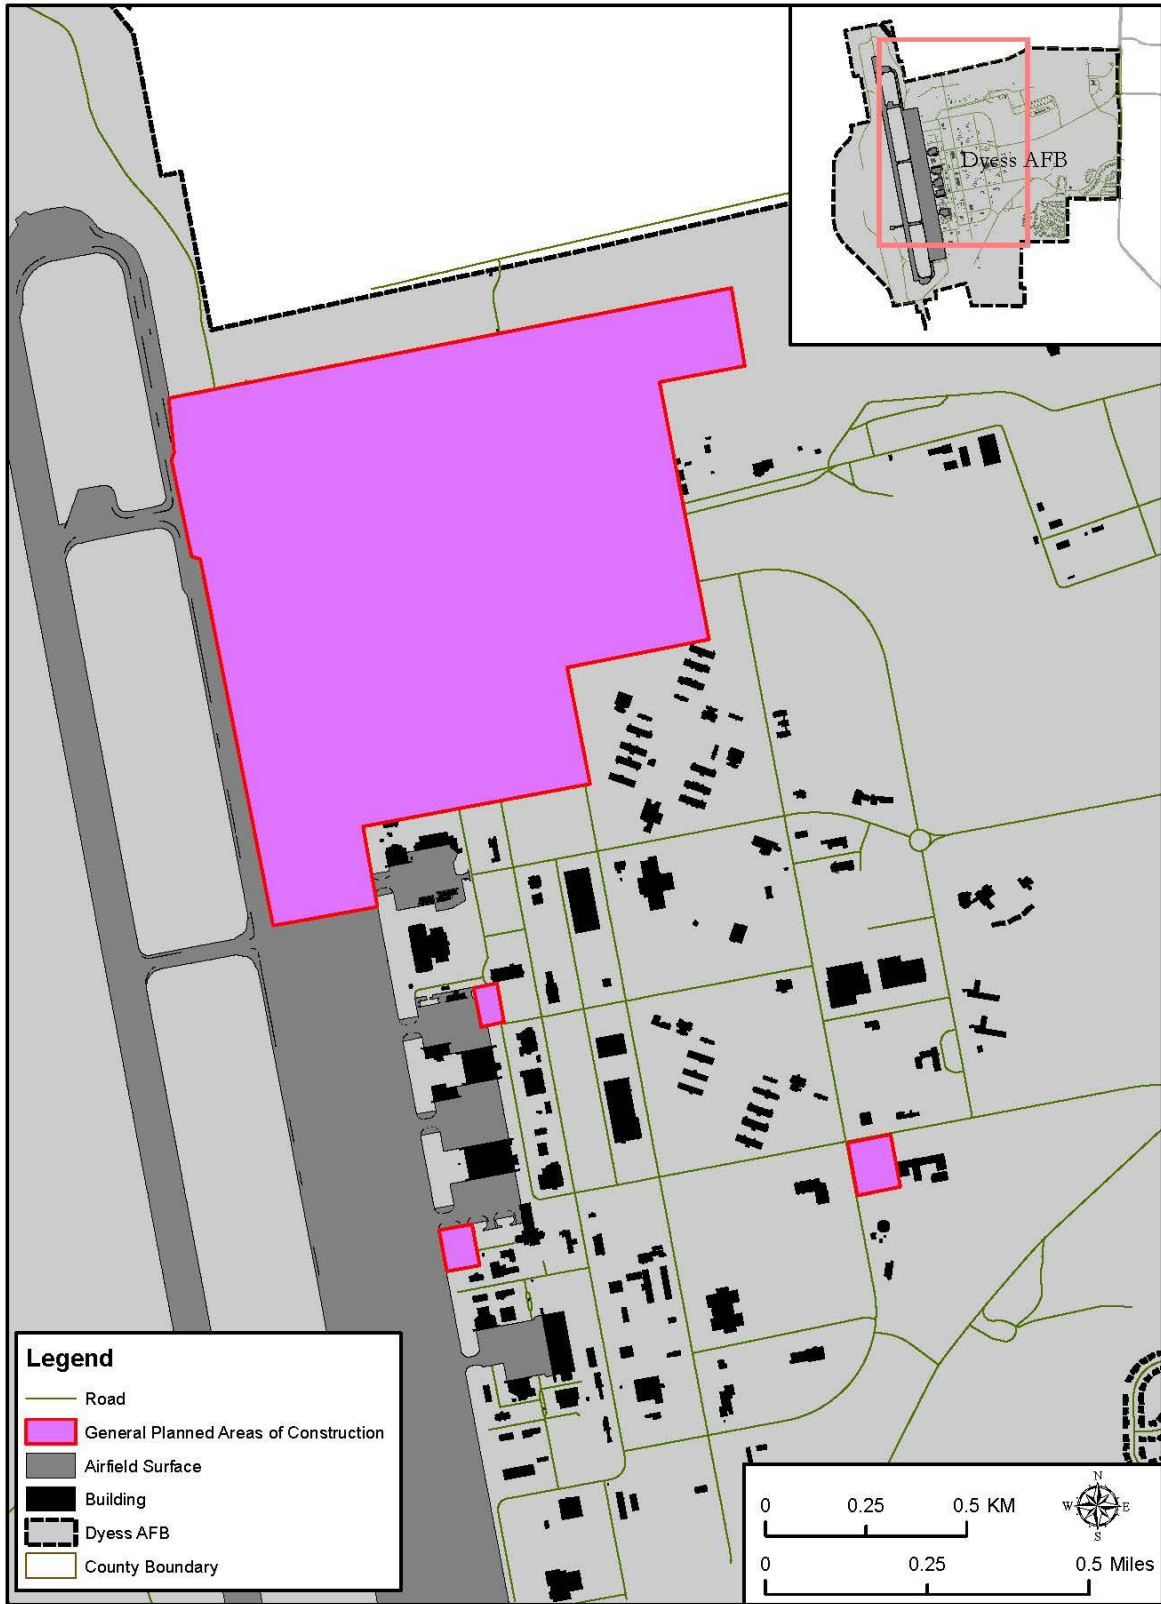 Dyess AFB
Legend
Road
General Planned Areas of Construction
Airfield Surface
Building
Dyess AFB
County Boundary
0 0.25 0.5 KM
0 0.25 0.5 Miles
N
W E
S